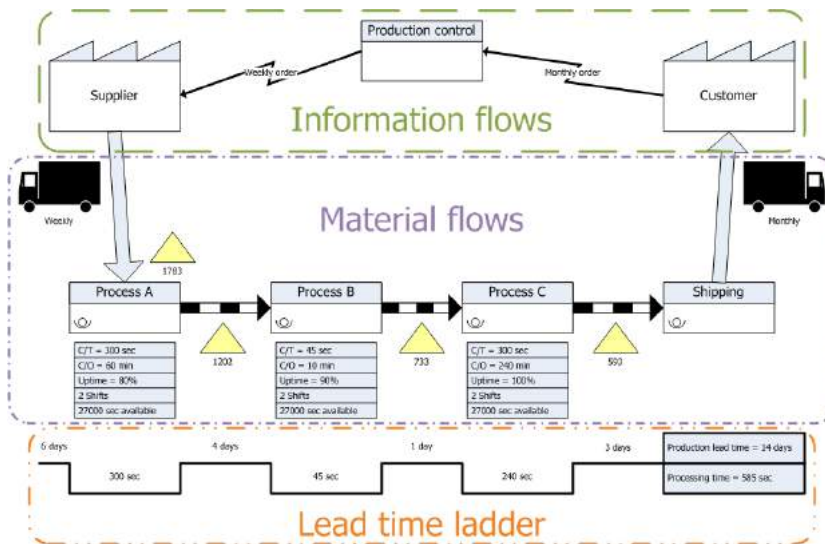 Production control
Weekly order
Monthly order
Supplier
Customer
Information flows
Weekly
Material flows
Monthly
1783
Process A
Process B
Process C
Shipping
1202
733
593
C/T = 300 sec
C/O = 60 min
Uptime = 80%
2 Shifts
27000 sec available
C/T = 45 sec
C/O = 10 min
Uptime = 90%
2 Shifts
27000 sec available
C/T = 300 sec
C/O = 240 min
Uptime = 100%
2 Shifts
27000 sec available
6 days
4 days
1 day
3 days
Production lead time = 14 days
300 sec
45 sec
240 sec
Processing time = 585 sec
Lead time ladder